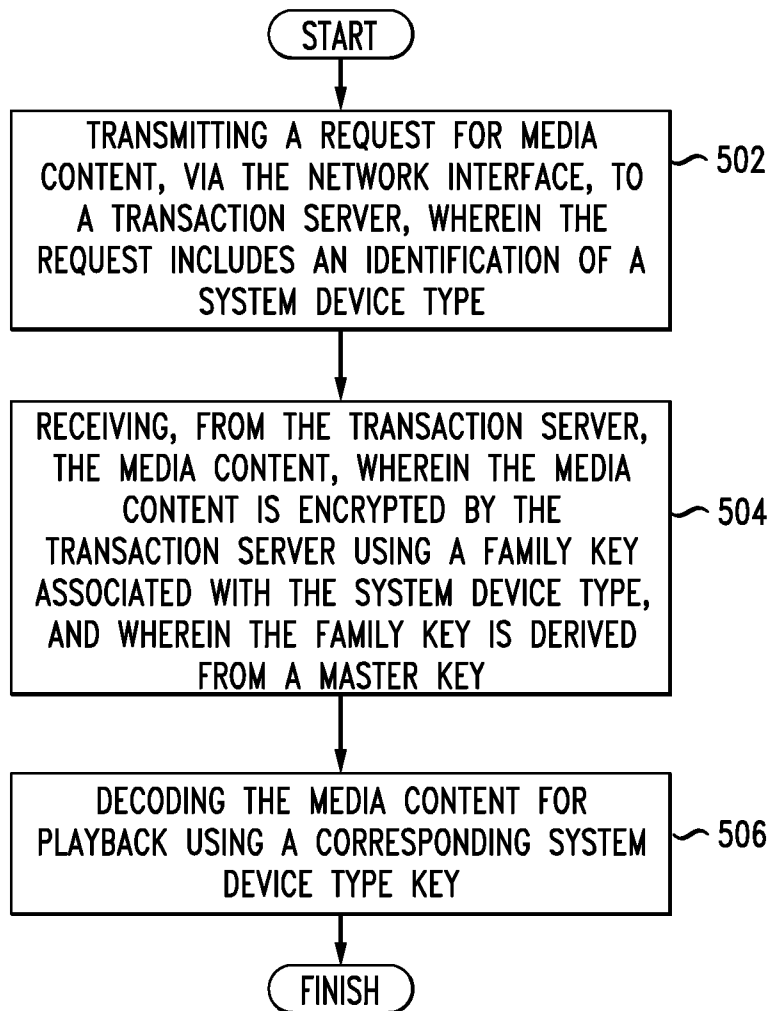 START
TRANSMITTING A REQUEST FOR MEDIA
CONTENT, VIA THE NETWORK INTERFACE, TO
A TRANSACTION SERVER, WHEREIN THE
REQUEST INCLUDES AN IDENTIFICATION OF A
SYSTEM DEVICE TYPE
502
RECEIVING, FROM THE TRANSACTION SERVER,
THE MEDIA CONTENT, WHEREIN THE MEDIA
CONTENT IS ENCRYPTED BY THE
TRANSACTION SERVER USING A FAMILY KEY
ASSOCIATED WITH THE SYSTEM DEVICE TYPE,
AND WHEREIN THE FAMILY KEY IS DERIVED
FROM A MASTER KEY
504
DECODING THE MEDIA CONTENT FOR
PLAYBACK USING A CORRESPONDING SYSTEM
DEVICE TYPE KEY
506
FINISH